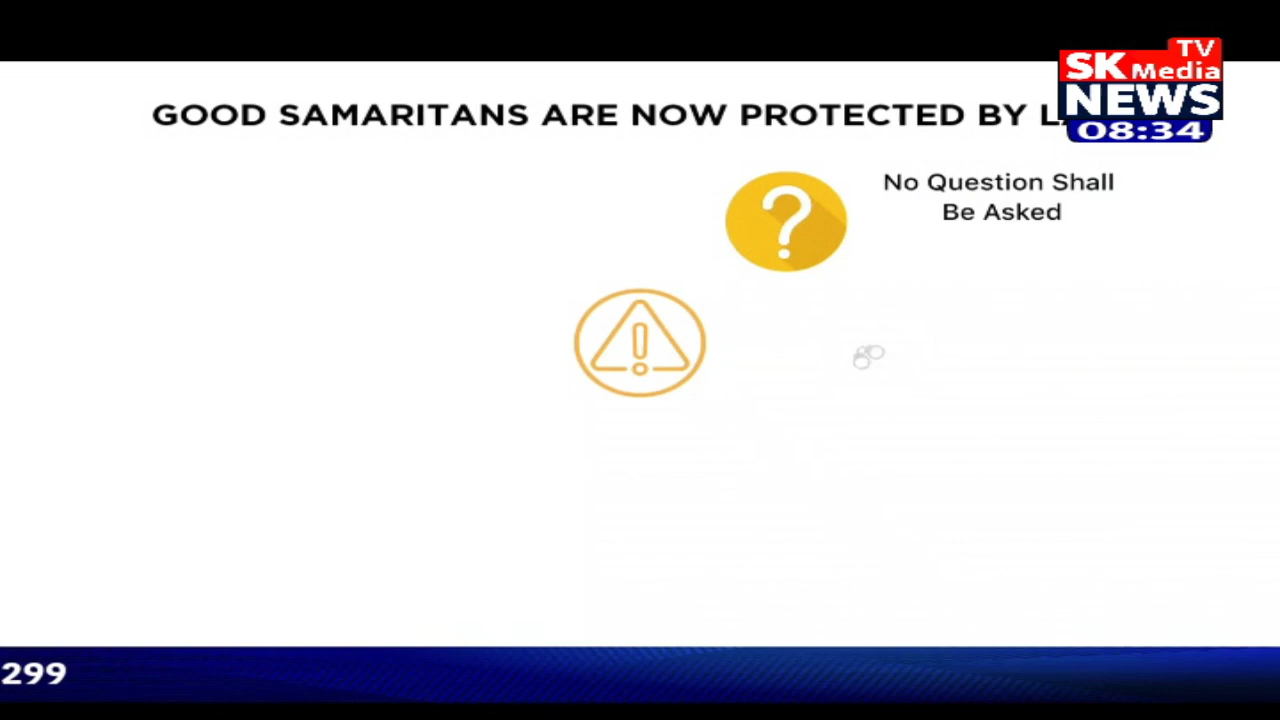 TV
SK Media
NEWS
08:34
GOOD SAMARITANS ARE NOW PROTECTED BY
No Question Shall
Be Asked
299